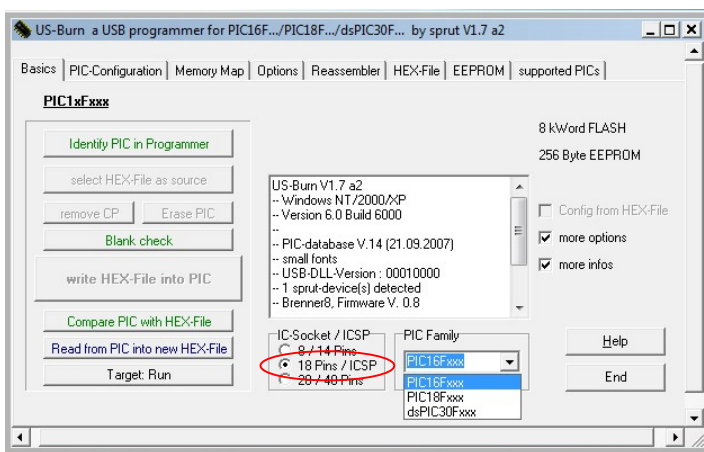 US-Burn a USB programmer for PIC16F.../PIC18F.../dsPIC30F... by sprut V1.7 a2
Basics PIC-Configuration Memory Map Options Reassembler HEX-File EEPROM supported PICs
PIC1xFxxx
Identify PIC in Programmer
select HEX-File as source
remove CP Erase PIC
Blank check
write HEX-File into PIC
Compare PIC with HEX-File
Read from PIC into new HEX-File
Target: Run
US-Burn V1.7 a2
-- Windows NT/2000/XP
-- Version 6.0 Build 6000
--
-- PIC-database V.14 (21.09.2007)
-- small fonts
-- USB-DLL-Version : 00010000
-- 1 sprut-device(s) detected
-- Brenner8, Firmware V. 0.8
IC-Socket / ICSP
8 / 14 Pins
18 Pins / ICSP
28 / 40 Pins
PIC Family
PIC16Fxxx
PIC16Fxxx
PIC18Fxxx
dsPIC30Fxxx
8 kWord FLASH
256 Byte EEPROM
Config from HEX-File
more options
more infos
Help
End